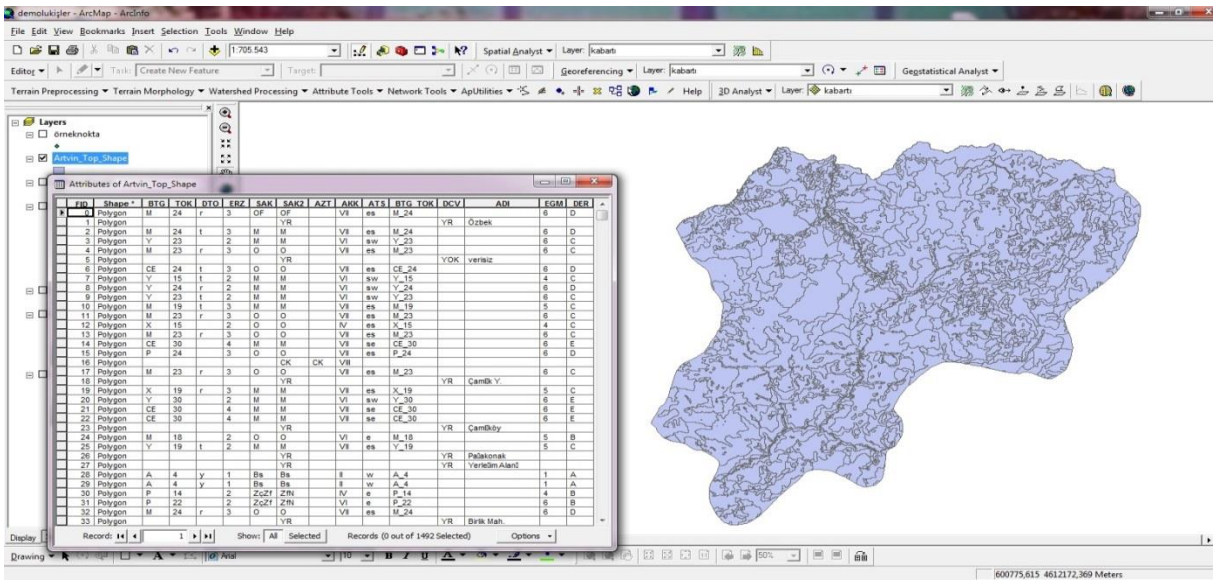 demolukişler - ArcMap - ArcInfo
File Edit View Bookmarks Insert Selection Tools Window Help
1:705.543 Spatial Analyst Layer: kabartı
Editor Task: Create New Feature Target: Georeferencing Layer: kabartı Geostatistical Analyst
Terrain Preprocessing Terrain Morphology Watershed Processing Attribute Tools Network Tools ApUtilities Help 3D Analyst Layer: kabartı
Layers
örneknokta
Artvin_Top_Shape
Attributes of Artvin_Top_Shape
FID Shape * BTG TOK DTO ERZ SAK SAK2 AZT AKK ATS BTG_TOK DCV ADI EGM DER
0 Polygon M 24 r 3 OF OF VII es M_24 6 D
1 Polygon YR YR Özbek
2 Polygon M 24 t 3 M M VII es M_24 6 D
3 Polygon Y 23 2 M M VI sw Y_23 6 C
4 Polygon M 23 r 3 O O VII es M_23 6 C
5 Polygon YR YOK verisiz
6 Polygon CE 24 t 3 O O VII es CE_24 6 D
7 Polygon Y 15 t 2 M M VI sw Y_15 4 C
8 Polygon Y 24 r 2 M M VI sw Y_24 6 D
9 Polygon Y 23 t 2 M M VI sw Y_23 6 C
10 Polygon M 19 t 3 M M VII es M_19 5 C
11 Polygon M 23 r 3 O O VII es M_23 6 C
12 Polygon X 15 2 O O IV es X_15 4 C
13 Polygon M 23 r 3 O O VII es M_23 6 C
14 Polygon CE 30 4 M M VII se CE_30 6 E
15 Polygon P 24 3 O O VII es P_24 6 D
16 Polygon CK CK VIII
17 Polygon M 23 r 3 O O VII es M_23 6 C
18 Polygon YR YR Y.
19 Polygon X 19 r 3 M M VII es X_19 5 C
20 Polygon Y 30 2 M M VI sw Y_30 6 E
21 Polygon CE 30 4 M M VII se CE_30 6 E
22 Polygon CE 30 4 M M VII se CE_30 6 E
23 Polygon YR YR
24 Polygon M 18 2 O O VI e M_18 5 B
25 Polygon Y 19 t 2 M M VII es Y_19 5 C
26 Polygon YR YR
27 Polygon YR YR
28 Polygon A 4 y 1 Bs Bs II w A_4 1 A
29 Polygon A 4 y 1 Bs Bs II w A_4 1 A
30 Polygon P 14 2 ZçZf ZfN IV e P_14 4 B
31 Polygon P 22 2 ZçZf ZfN VI e P_22 6 B
32 Polygon M 24 r 3 O O VII es M_24 6 D
33 Polygon YR YR Birlik Mah.
Record: 1 Show: All Selected Records (0 out of 1492 Selected) Options
Display
Drawing A Arial 10 B I U A 50%
600775,615 4612172,369 Meters